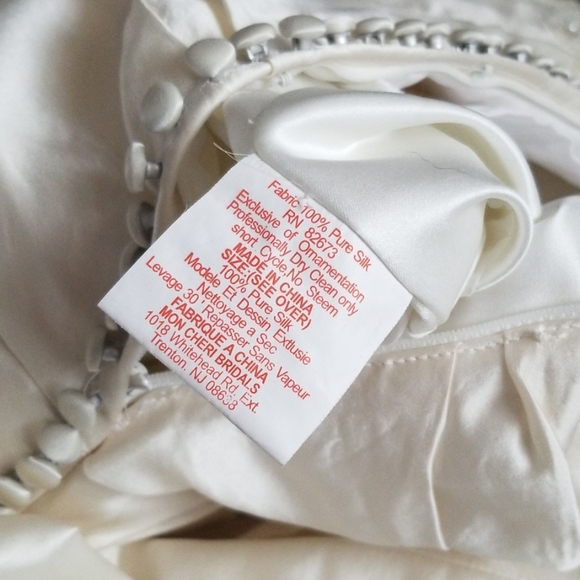 Fabric 100% Pure Silk
RN 82673
Exclusive of Ornamentation
Professionally Dry Clean only
short Cycle,No Steem
MADE IN CHINA
SIZE:(SEE OVER)
100% Pure Silk
Modele Et Dessin Extlusie
Nettoyage a Sec
Levage 30 / Repasser Sans Vapeur
FABRIQUE A CHINA
MON CHERI BRIDALS
1018 Whitehead Rd. Ext.
Trenton, NJ 08638